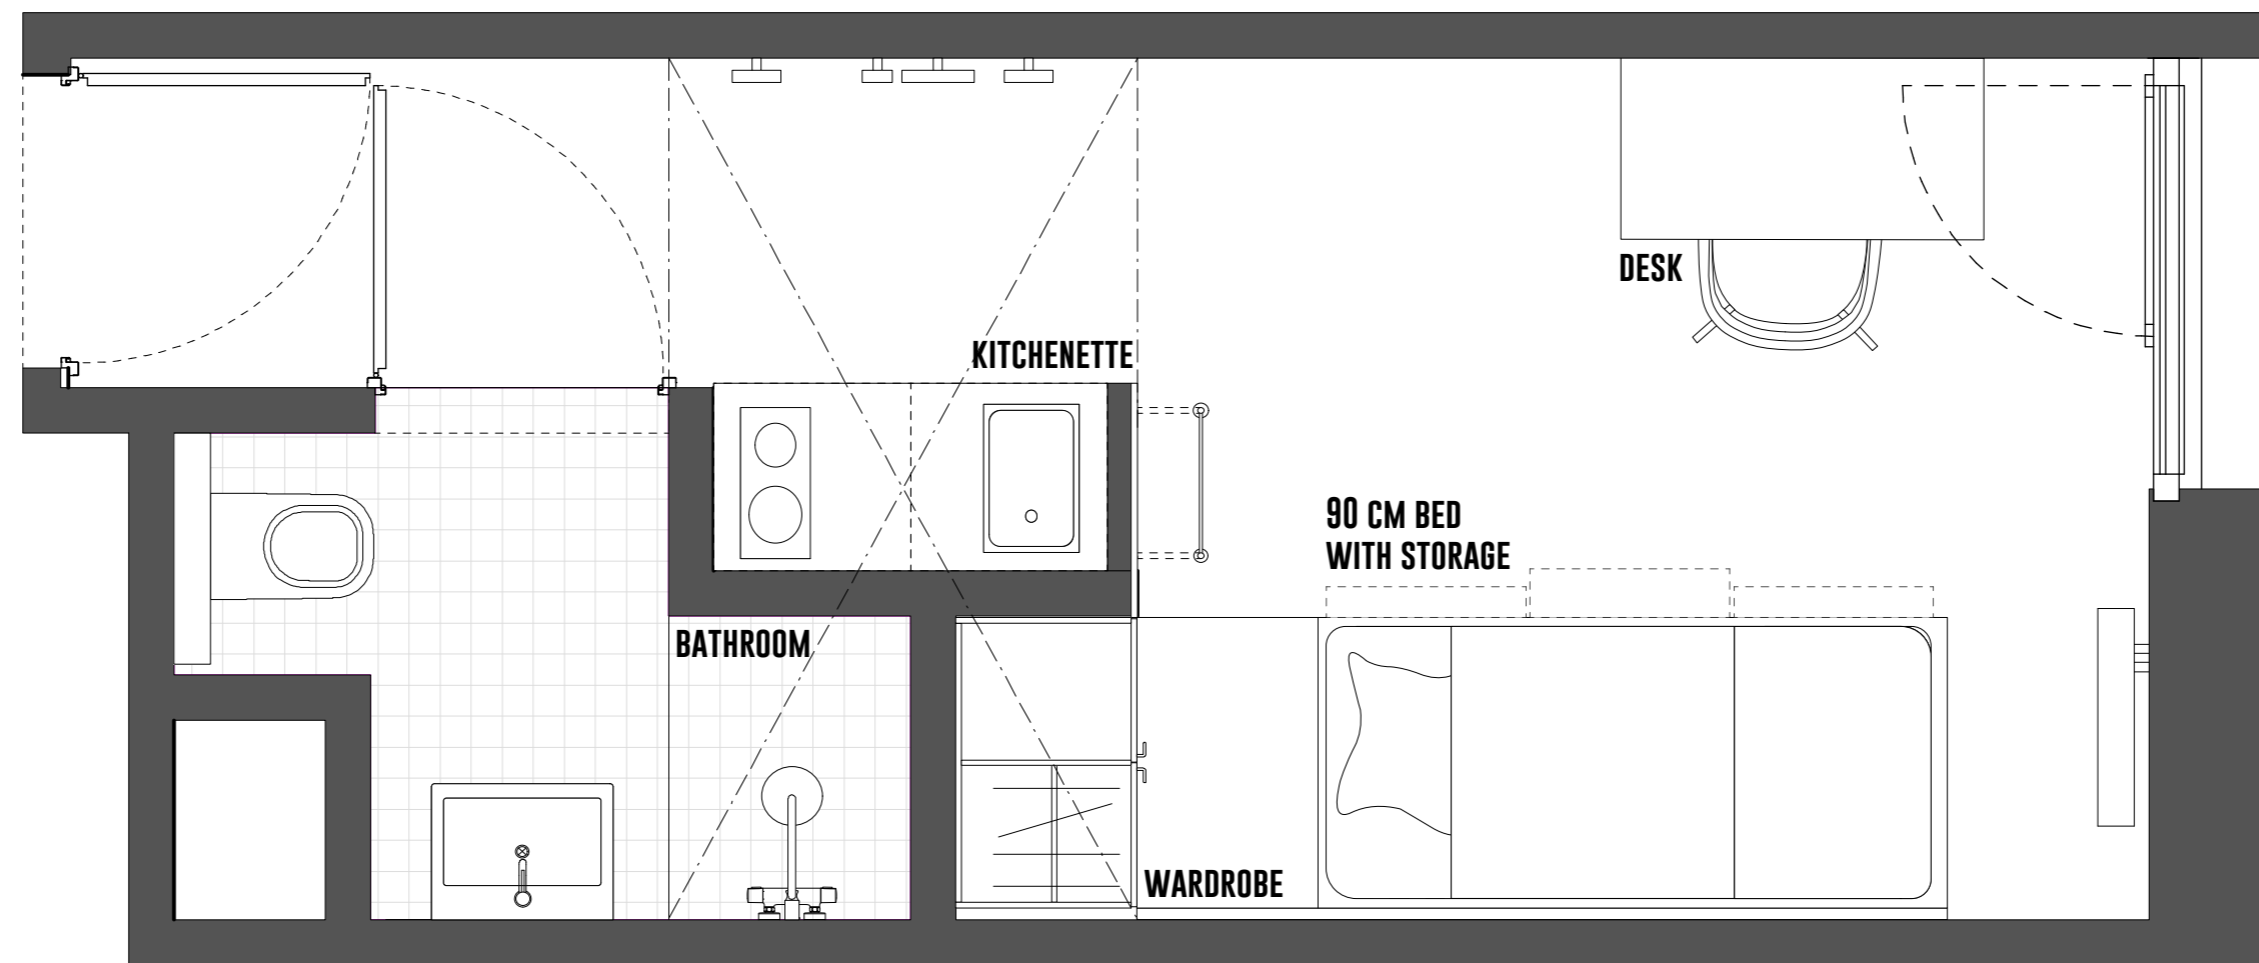 DESK
KITCHENETTE
90 CM BED
WITH STORAGE
BATHROOM
WARDROBE